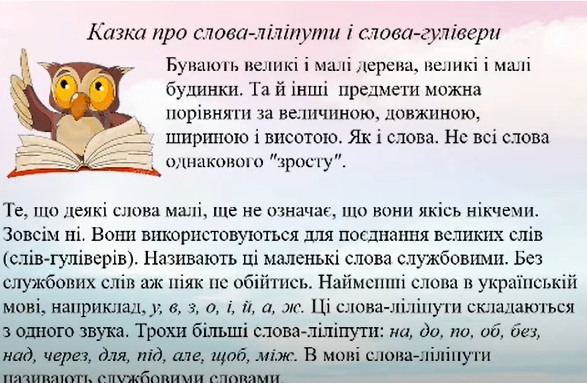 Казка про слова-ліліпути і слова-гулівери
Бувають великі і малі дерева, великі і малі
будинки. Та й інші предмети можна
порівняти за величиною, довжиною,
шириною і висотою. Як і слова. Не всі слова
однакового "зросту".
Те, що деякі слова малі, ще не означає, що вони якісь нікчеми.
Зовсім ні. Вони використовуються для поєднання великих слів
(слів-гуліверів). Називають ці маленькі слова службовими. Без
службових слів аж ніяк не обійтись. Найменші слова в українській
мові, наприклад, у, в, з, о, і, й, а, ж. Ці слова-ліліпути складаються
з одного звука. Трохи більші слова-ліліпути: на, до, по, об, без,
над, через, для, під, але, щоб, між. В мові слова-ліліпути
називають службовими словами.